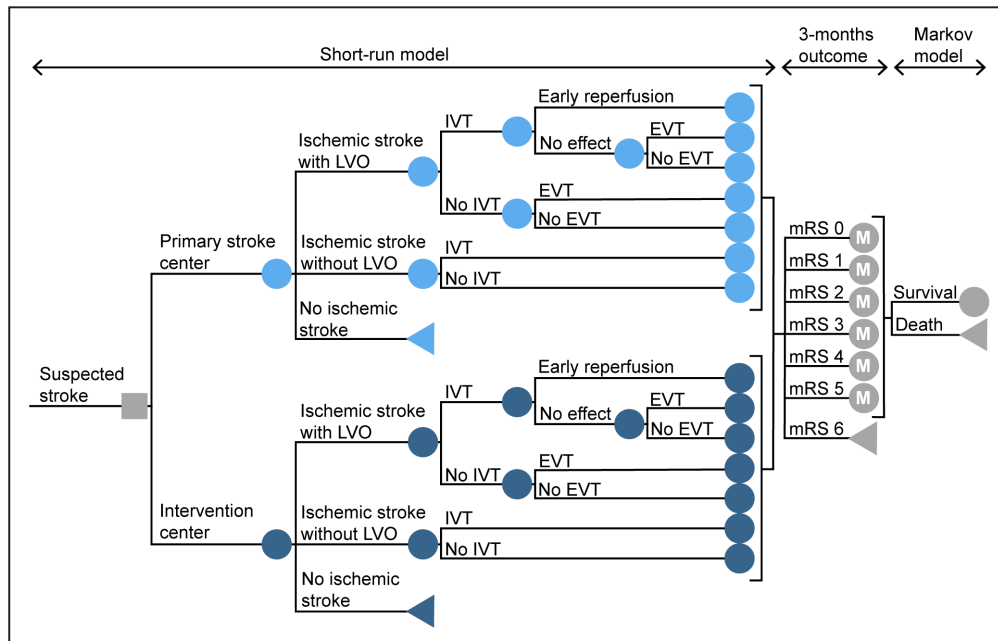 Short-run model
3-months
outcome
Markov
model
Suspected
stroke
Primary stroke
center
Ischemic stroke
with LVO
IVT
Early reperfusion
No effect
EVT
No EVT
No IVT
EVT
No EVT
Ischemic stroke
without LVO
IVT
No IVT
No ischemic
stroke
Intervention
center
Ischemic stroke
with LVO
IVT
Early reperfusion
No effect
EVT
No EVT
No IVT
EVT
No EVT
Ischemic stroke
without LVO
IVT
No IVT
No ischemic
stroke
mRS 0 M
mRS 1 M
mRS 2 M
mRS 3 M
mRS 4 M
mRS 5 M
mRS 6
Survival
Death